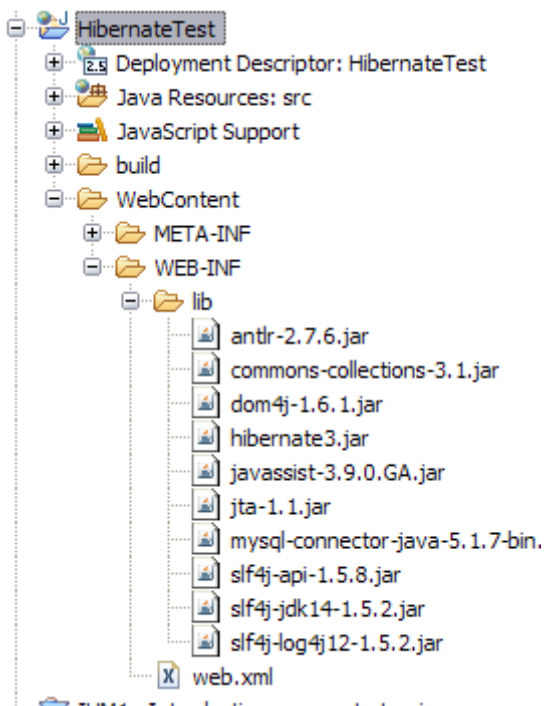 HibernateTest
2.5 Deployment Descriptor: HibernateTest
Java Resources: src
JavaScript Support
build
WebContent
META-INF
WEB-INF
lib
antlr-2.7.6.jar
commons-collections-3.1.jar
dom4j-1.6.1.jar
hibernate3.jar
javassist-3.9.0.GA.jar
jta-1.1.jar
mysql-connector-java-5.1.7-bin.
slf4j-api-1.5.8.jar
slf4j-jdk14-1.5.2.jar
slf4j-log4j12-1.5.2.jar
X web.xml